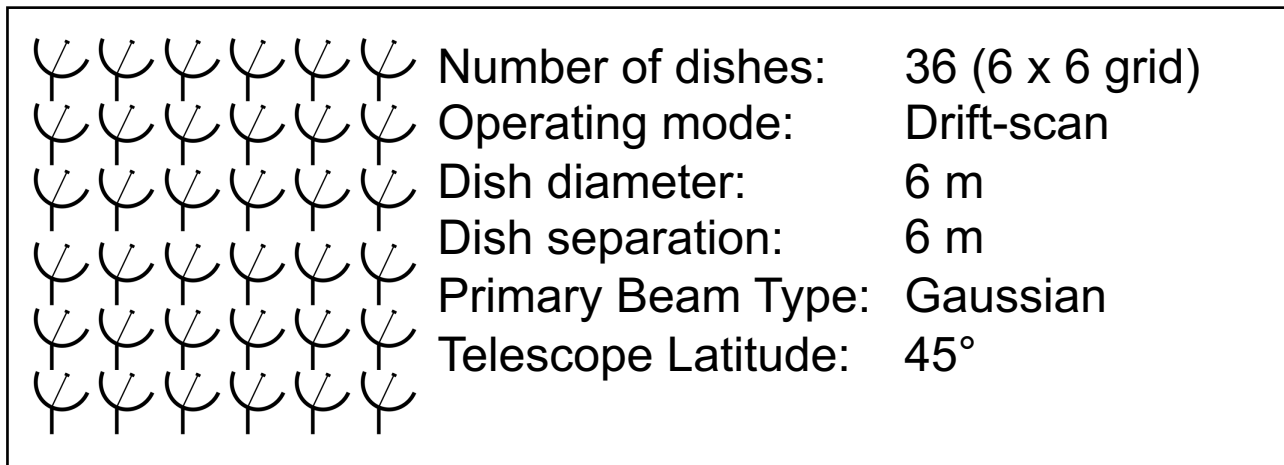 Number of dishes: 36 (6 x 6 grid)
Operating mode: Drift-scan
Dish diameter: 6 m
Dish separation: 6 m
Primary Beam Type: Gaussian
Telescope Latitude: 45°